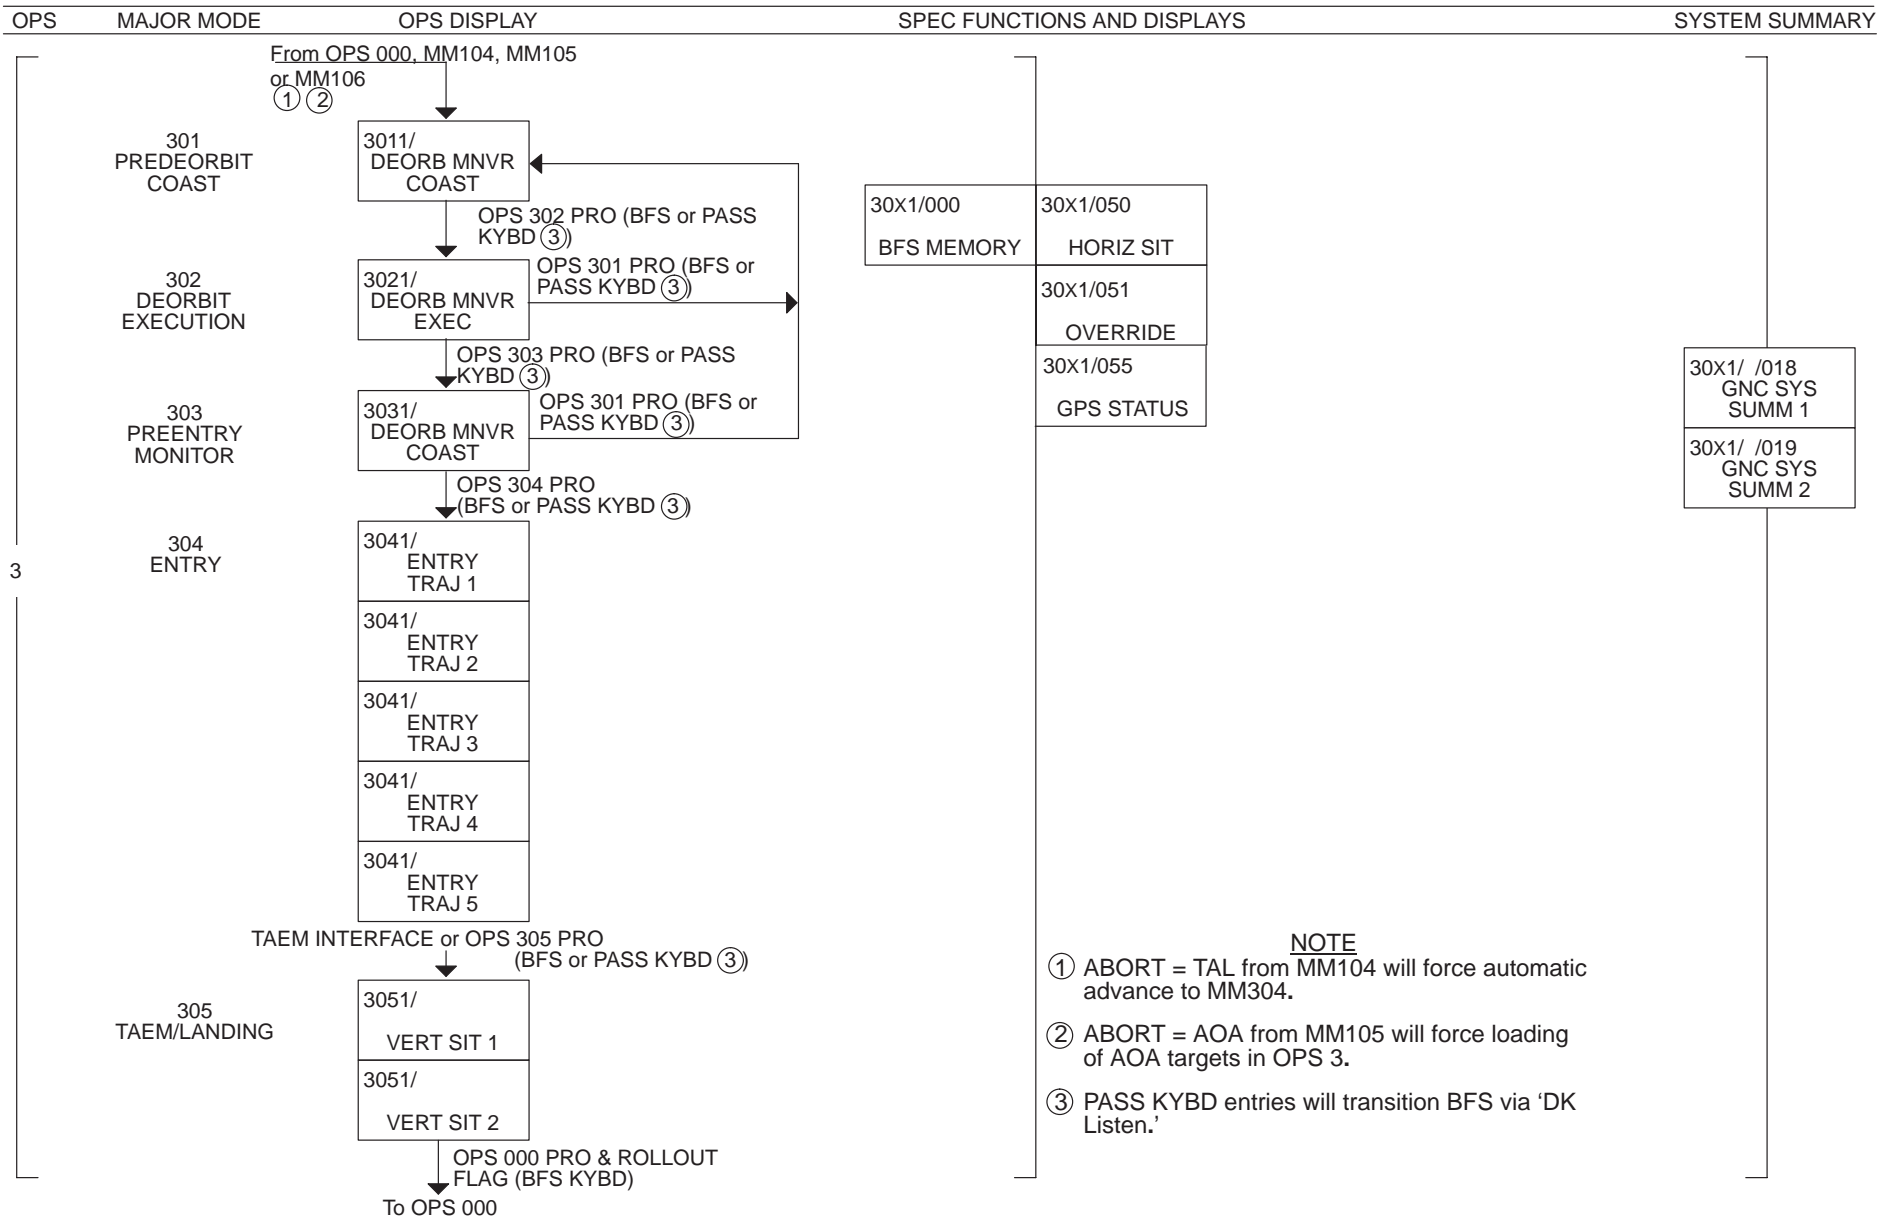 OPS MAJOR MODE OPS DISPLAY SPEC FUNCTIONS AND DISPLAYS SYSTEM SUMMARY
From OPS 000, MM104, MM105
or MM106
1 2
301
PREDEORBIT
COAST
3011/
DEORB MNVR
COAST
OPS 302 PRO (BFS or PASS
KYBD 3)
302
DEORBIT
EXECUTION
3021/
DEORB MNVR
EXEC
OPS 301 PRO (BFS or
PASS KYBD 3)
OPS 303 PRO (BFS or PASS
KYBD 3)
303
PREENTRY
MONITOR
3031/
DEORB MNVR
COAST
OPS 301 PRO (BFS or
PASS KYBD 3)
OPS 304 PRO
(BFS or PASS KYBD 3)
3
304
ENTRY
3041/
ENTRY
TRAJ 1
3041/
ENTRY
TRAJ 2
3041/
ENTRY
TRAJ 3
3041/
ENTRY
TRAJ 4
3041/
ENTRY
TRAJ 5
TAEM INTERFACE or OPS 305 PRO
(BFS or PASS KYBD 3)
305
TAEM/LANDING
3051/
VERT SIT 1
3051/
VERT SIT 2
OPS 000 PRO & ROLLOUT
FLAG (BFS KYBD)
To OPS 000
30X1/000
BFS MEMORY
30X1/050
HORIZ SIT
30X1/051
OVERRIDE
30X1/055
GPS STATUS
30X1/ /018
GNC SYS
SUMM 1
30X1/ /019
GNC SYS
SUMM 2
NOTE
1 ABORT = TAL from MM104 will force automatic
advance to MM304.
2 ABORT = AOA from MM105 will force loading
of AOA targets in OPS 3.
3 PASS KYBD entries will transition BFS via ‘DK
Listen.’